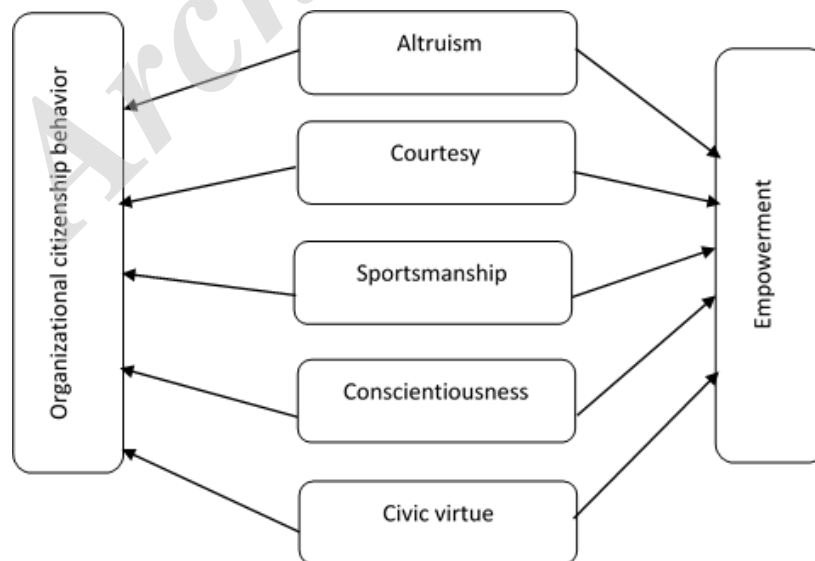 Organizational citizenship behavior
Altruism
Courtesy
Sportsmanship
Conscientiousness
Civic virtue
Empowerment